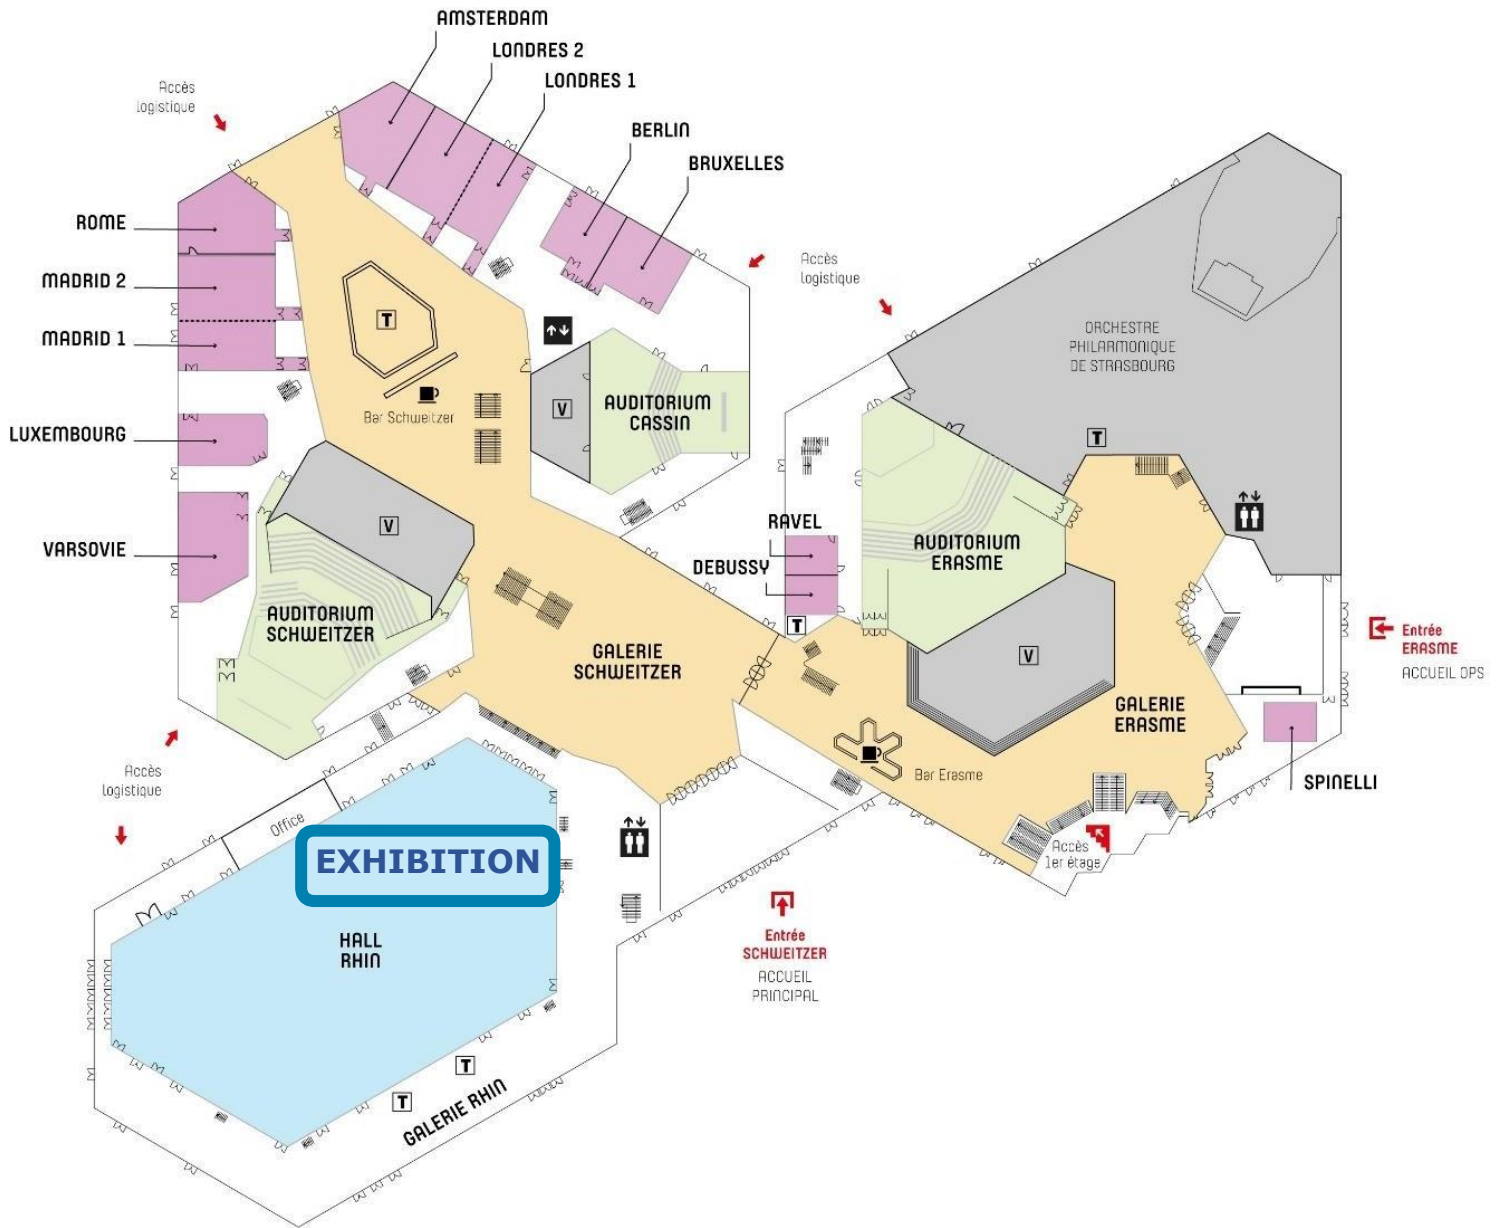 AMSTERDAM
LONDRES 2
LONDRES 1
BERLIN
BRUXELLES
Accès
logistique
ROME
MADRID 2
MADRID 1
LUXEMBOURG
VARSOVIE
T
Bar Schweitzer
V
AUDITORIUM
CASSIN
Accès
logistique
ORCHESTRE
PHILARMONIQUE
DE STRASBOURG
T
V
AUDITORIUM
SCHWEITZER
RAVEL
DEBUSSY
T
AUDITORIUM
ERASME
V
GALERIE
SCHWEITZER
GALERIE
ERASME
Entrée
ERASME
ACCUEIL OPS
SPINELLI
Bar Erasme
Accès
1er étage
Accès
logistique
Office
EXHIBITION
HALL
RHIN
Entrée
SCHWEITZER
ACCUEIL
PRINCIPAL
T
T
GALERIE RHIN